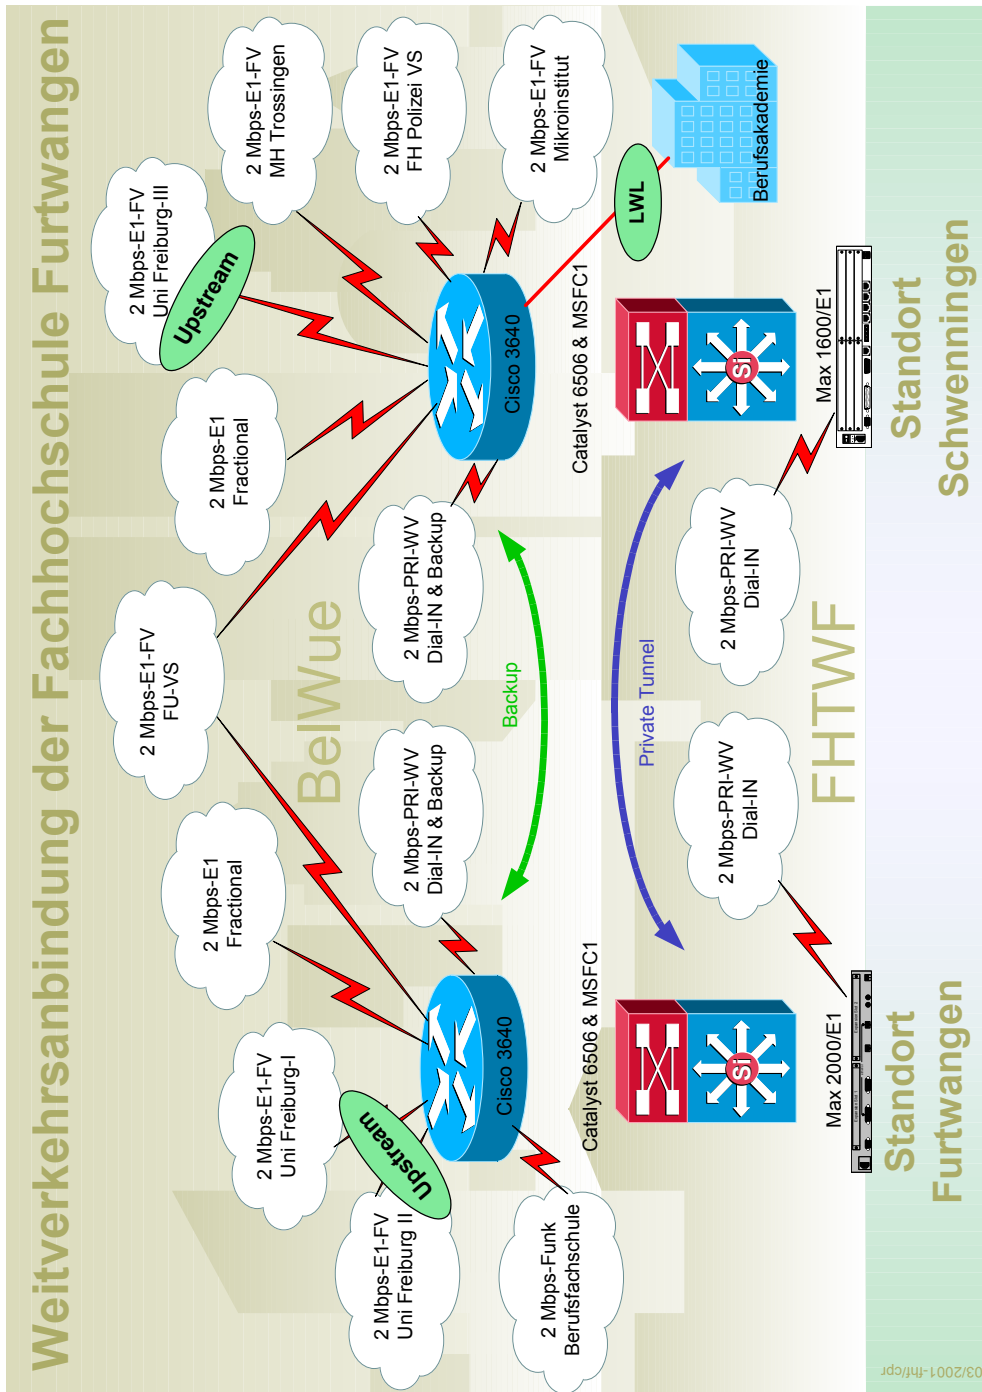 Weitverkehrsanbindung der Fachhochschule Furtwangen
2 Mbps-E1-FV
Uni Freiburg II
2 Mbps-E1-FV
Uni Freiburg-I
Upstream
2 Mbps-E1
Fractional
2 Mbps-E1-FV
FU-VS
2 Mbps-E1
Fractional
2 Mbps-E1-FV
Uni Freiburg-III
Upstream
2 Mbps-E1-FV
MH Trossingen
2 Mbps-E1-FV
FH Polizei VS
2 Mbps-E1-FV
Mikroinstitut
BelWue
2 Mbps-Funk
Berufsfachschule
Cisco 3640
2 Mbps-PRI-WV
Dial-IN & Backup
2 Mbps-PRI-WV
Dial-IN & Backup
Cisco 3640
Backup
LWL
Berufsakademie
Catalyst 6506 & MSFC1
Catalyst 6506 & MSFC1
Private Tunnel
Si
Si
2 Mbps-PRI-WV
Dial-IN
2 Mbps-PRI-WV
Dial-IN
Max 2000/E1
FHTWF
Max 1600/E1
Standort
Furtwangen
Standort
Schwenningen
03/2001-fhf/cpr